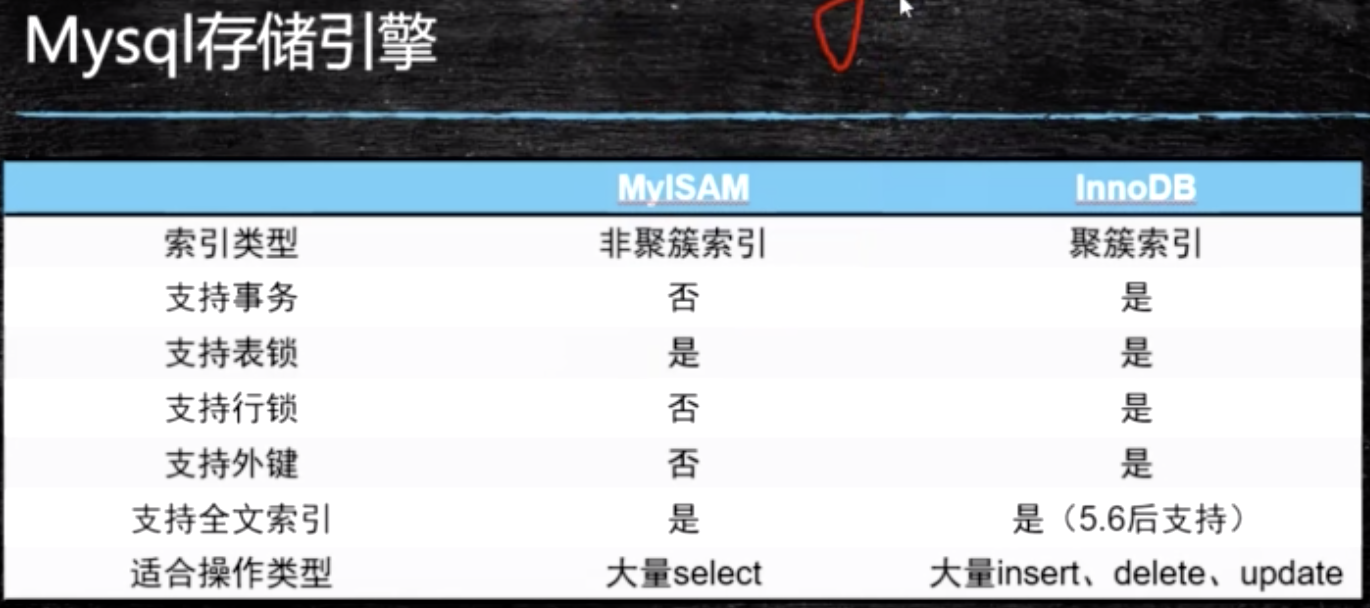 Mysql存储引擎
MyISAM InnoDB
索引类型 非聚簇索引 聚簇索引
支持事务 否 是
支持表锁 是 是
支持行锁 否 是
支持外键 否 是
支持全文索引 是 是（5.6后支持）
适合操作类型 大量select 大量insert、delete、update